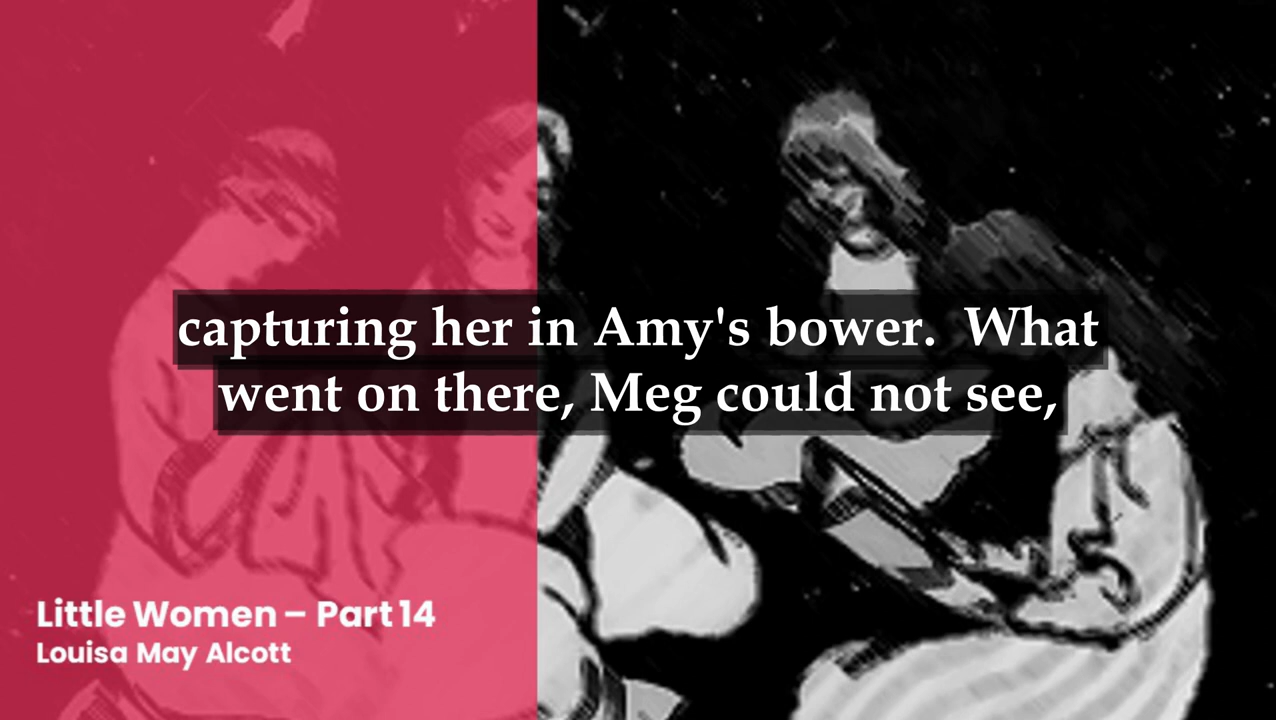 capturing her in Amy's bower.  What
went on there, Meg could not see,
Little Women – Part 14
Louisa May Alcott